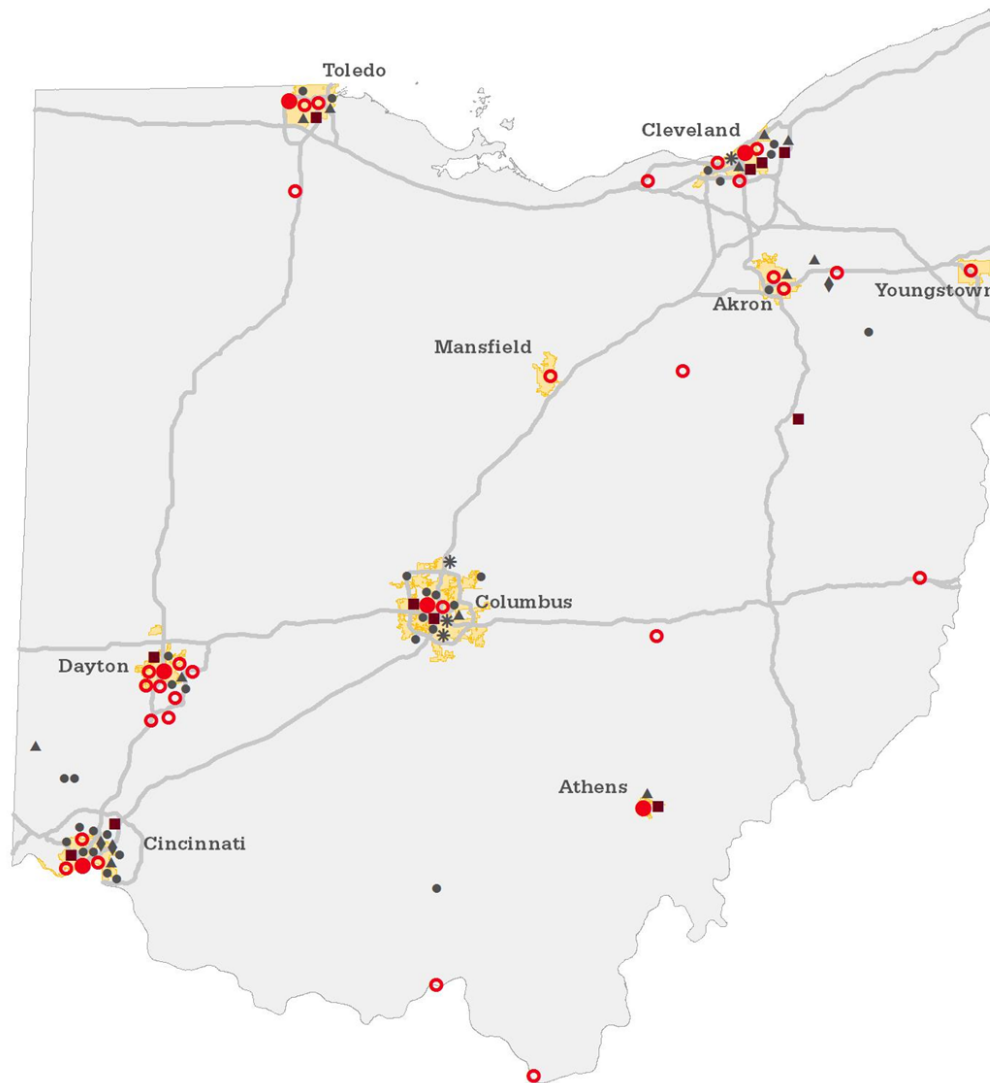 Toledo
Cleveland
Akron
Youngstown
Mansfield
Columbus
Dayton
Athens
Cincinnati